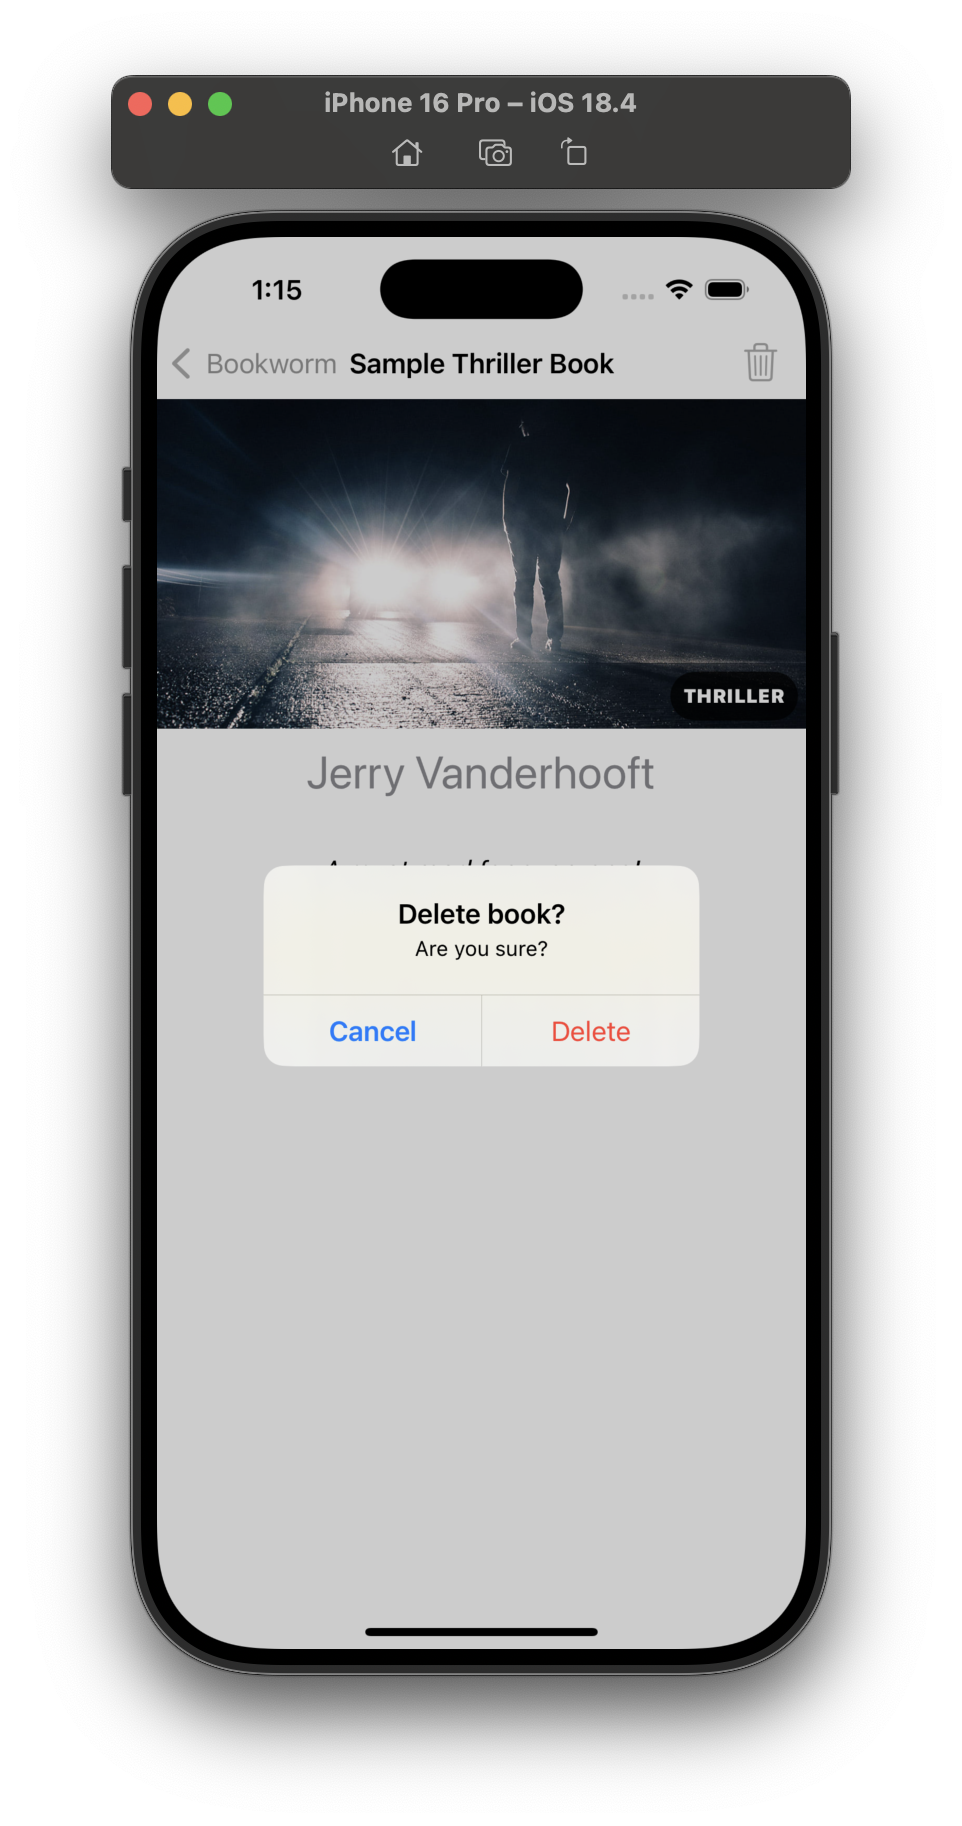 iPhone 16 Pro – iOS 18.4
1:15
Bookworm Sample Thriller Book
THRILLER
Jerry Vanderhooft
Delete book?
Are you sure?
Cancel Delete